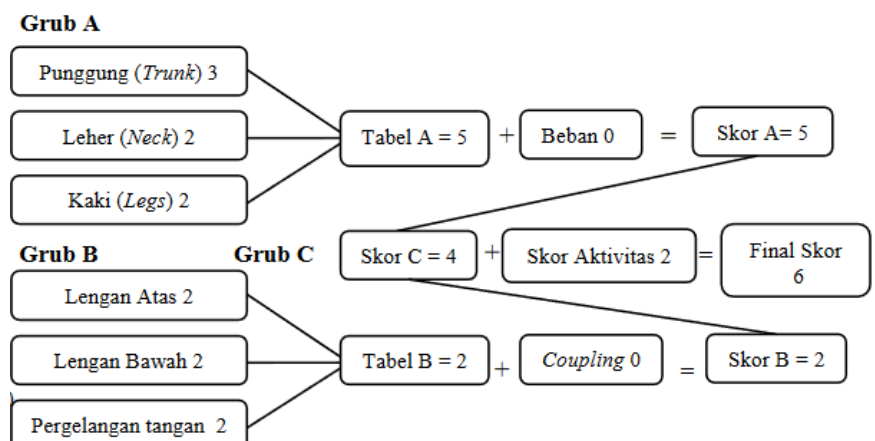 Grub A
Punggung (Trunk) 3
Leher (Neck) 2
Kaki (Legs) 2
Tabel A = 5
+
Beban 0
=
Skor A= 5
Grub B
Grub C
Skor C = 4
+
Skor Aktivitas 2
=
Final Skor
6
Lengan Atas 2
Lengan Bawah 2
Pergelangan tangan 2
Tabel B = 2
+
Coupling 0
=
Skor B = 2
)